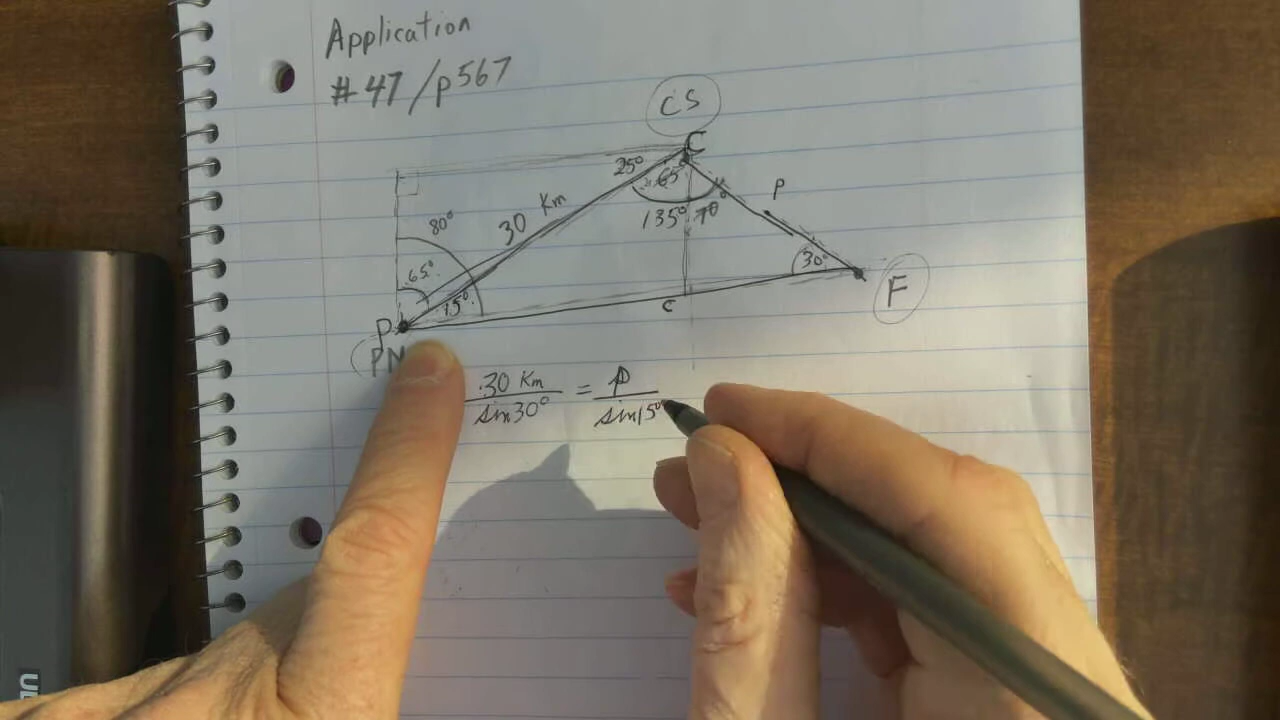 Application
#47/p567
CS
C
25°
65°
P
30 Km
80°
135°
70°
65°
30°
15°
F
c
P
PN
30 Km = p
sin30° sin15°